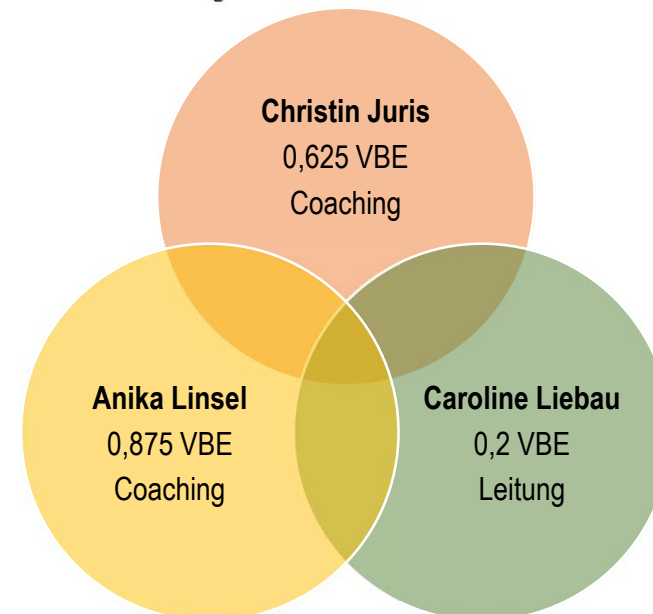 Christin Juris
0,625 VBE
Coaching
Anika Linsel
0,875 VBE
Coaching
Caroline Liebau
0,2 VBE
Leitung